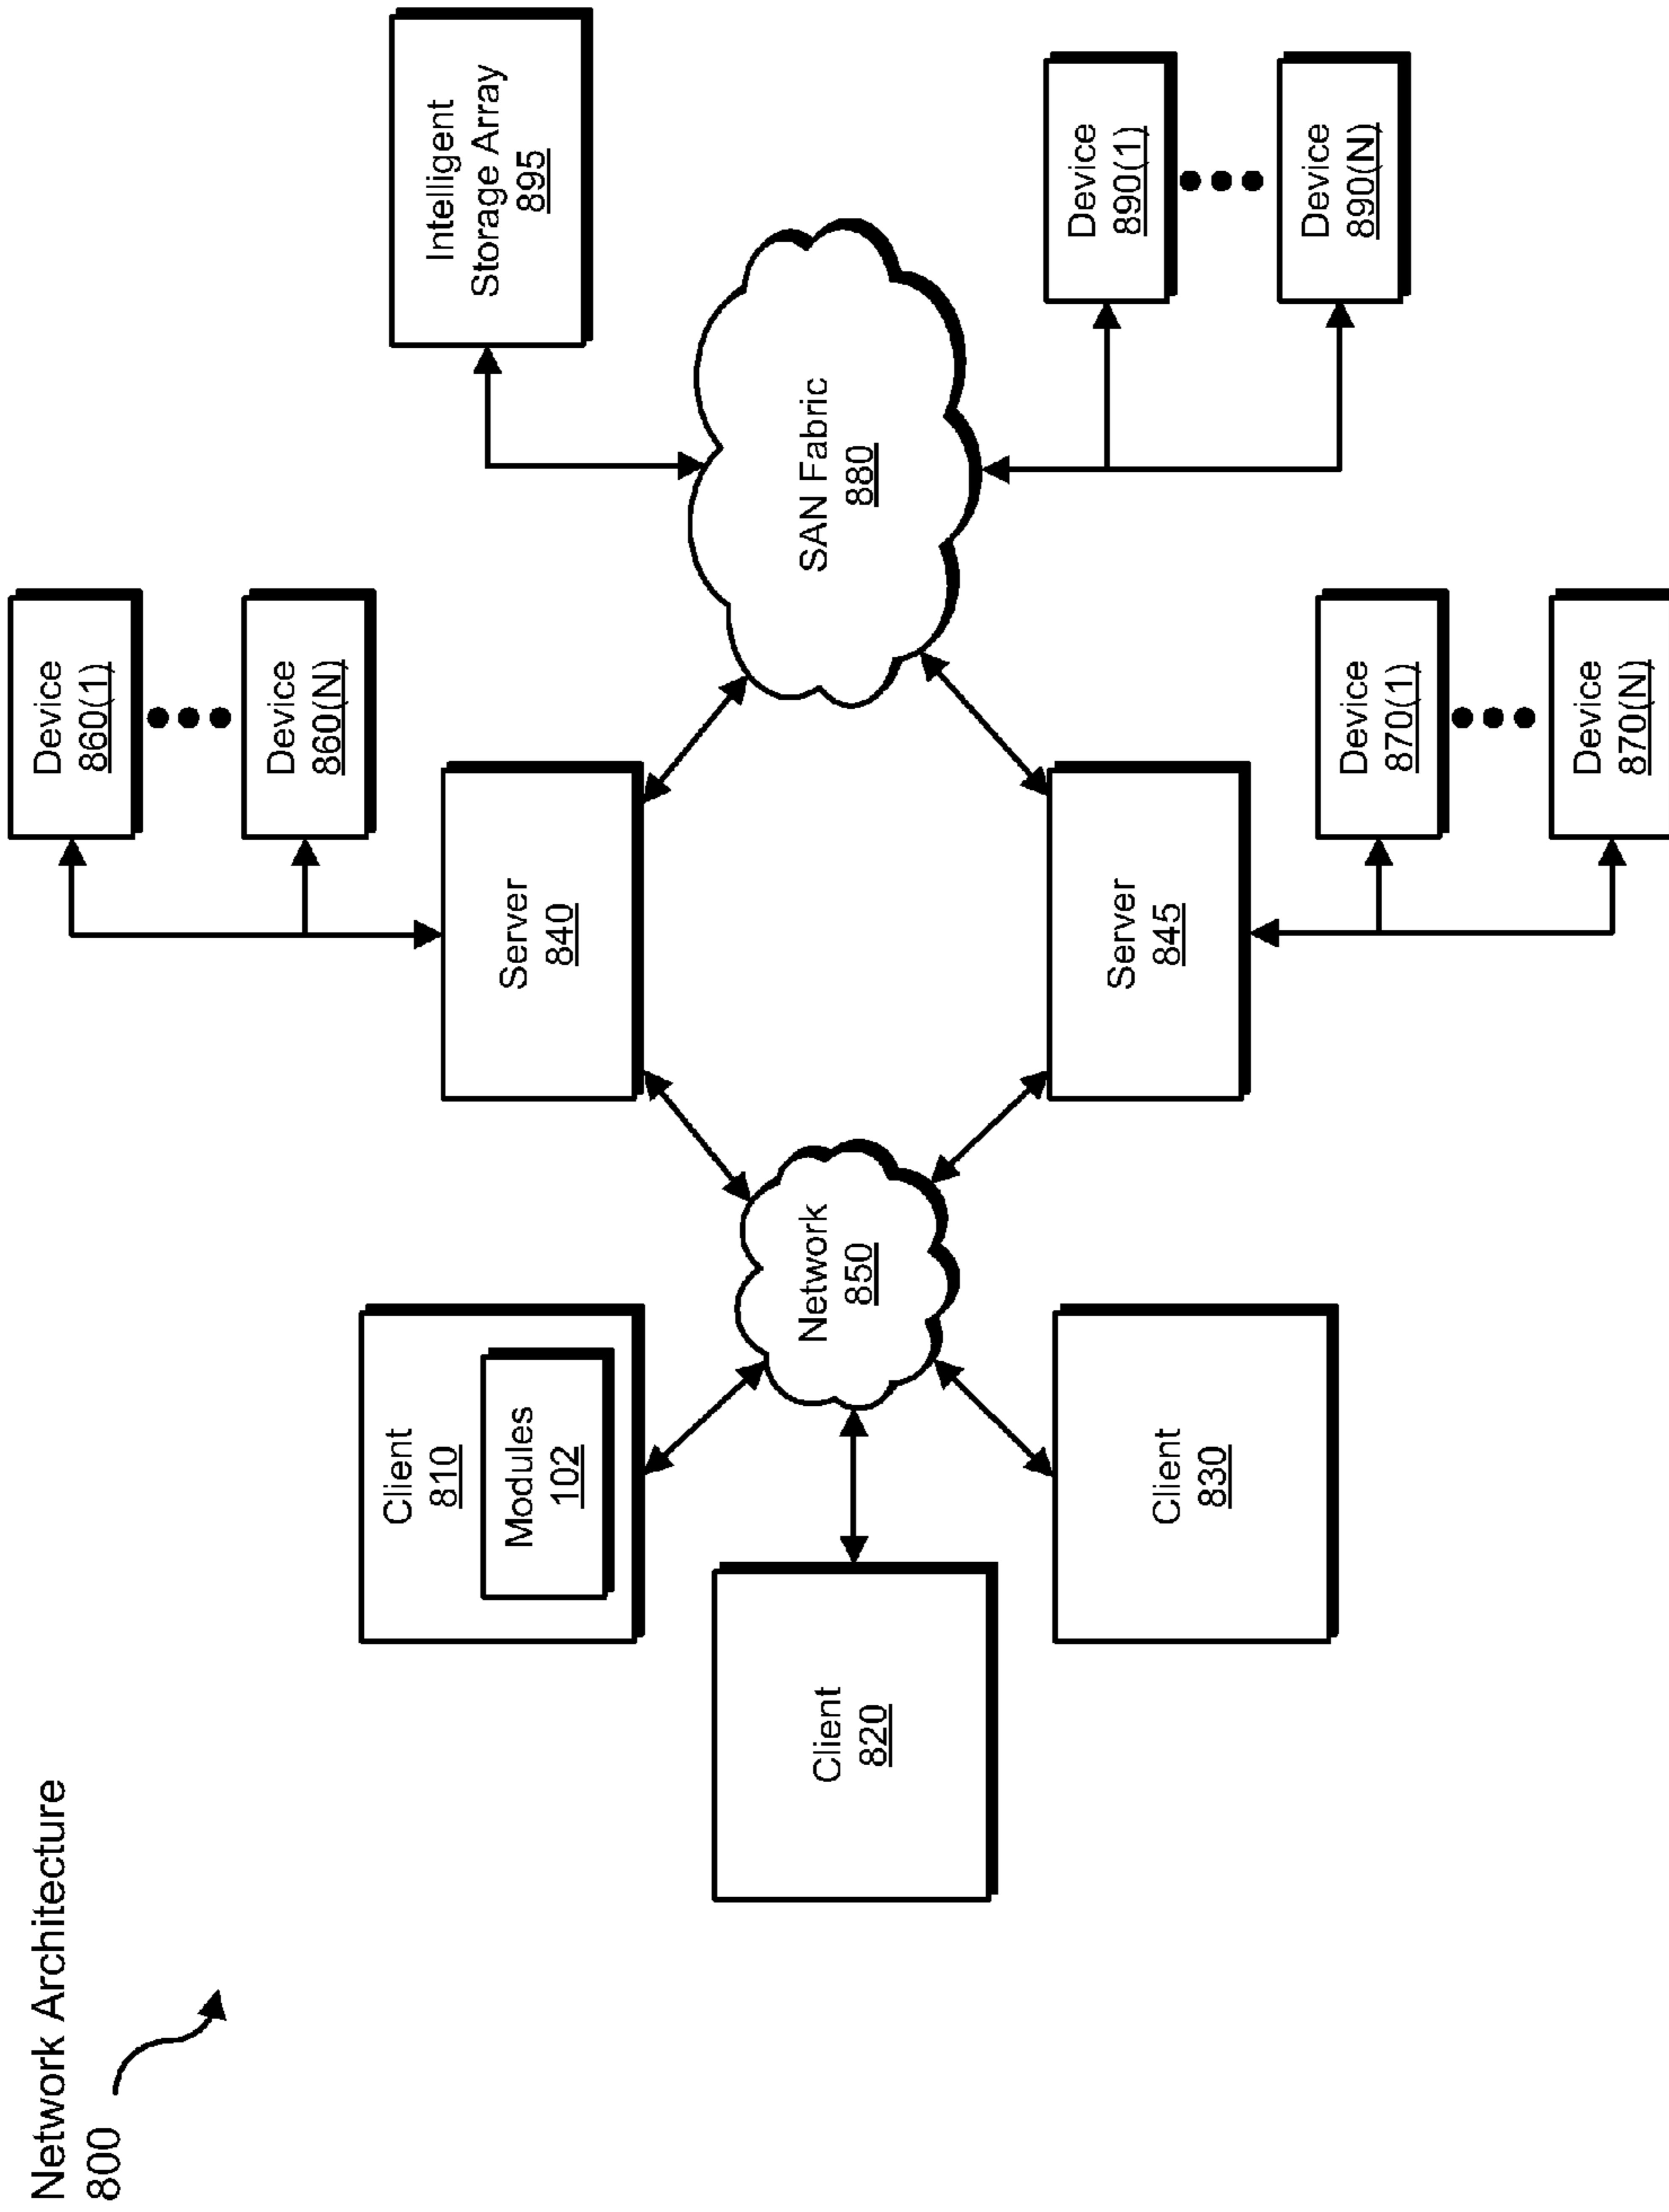 Network Architecture
800
Client
810
Modules
102
Client
820
Client
830
Network
850
Server
840
Server
845
Device
860(1)
Device
860(N)
Device
870(1)
Device
870(N)
SAN Fabric
880
Intelligent
Storage Array
895
Device
890(1)
Device
890(N)